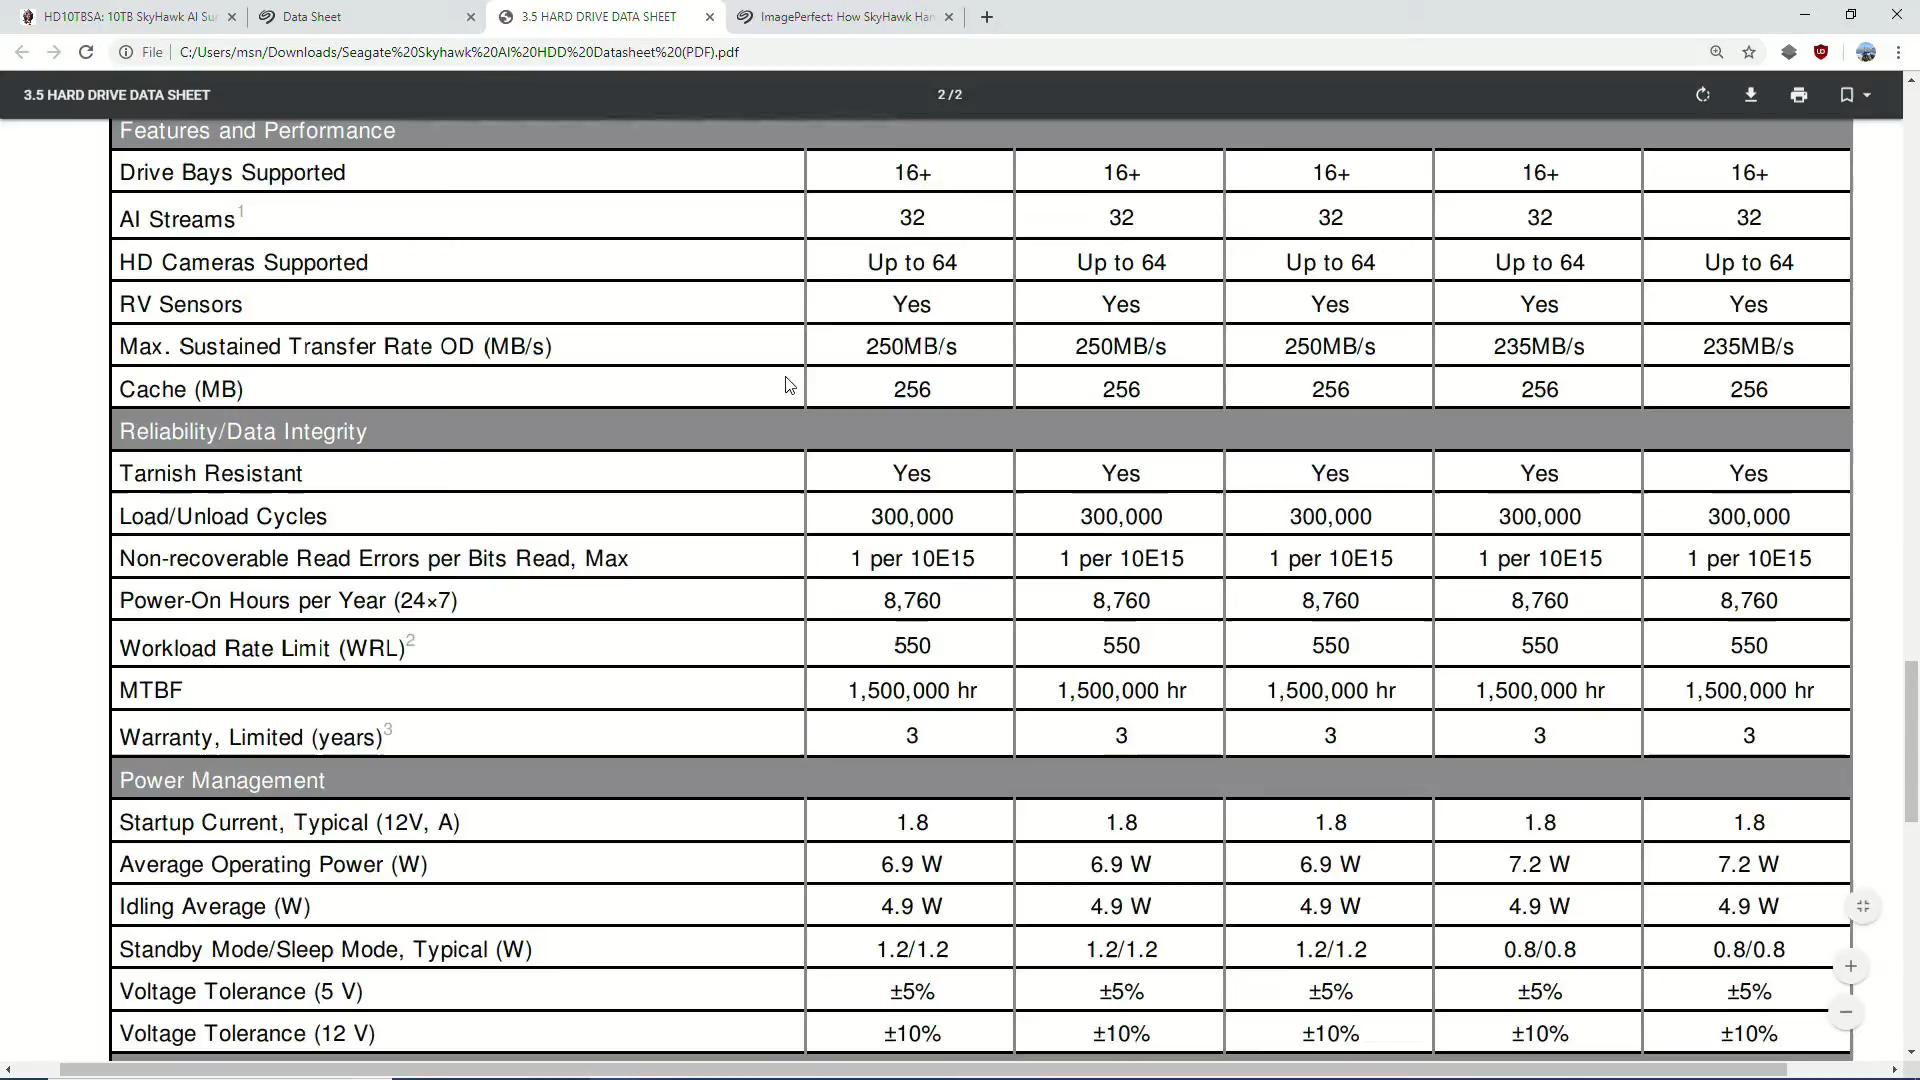 HD10TBSA: 10TB SkyHawk AI Su
Data Sheet
3.5 HARD DRIVE DATA SHEET
ImagePerfect: How SkyHawk Har
File
C:/Users/msn/Downloads/Seagate%20Skyhawk%20AI%20HDD%20Datasheet%20(PDF).pdf
3.5 HARD DRIVE DATA SHEET
2 / 2
Features and Performance
Drive Bays Supported 16+ 16+ 16+ 16+ 16+
AI Streams1 32 32 32 32 32
HD Cameras Supported Up to 64 Up to 64 Up to 64 Up to 64 Up to 64
RV Sensors Yes Yes Yes Yes Yes
Max. Sustained Transfer Rate OD (MB/s) 250MB/s 250MB/s 250MB/s 235MB/s 235MB/s
Cache (MB) 256 256 256 256 256
Reliability/Data Integrity
Tarnish Resistant Yes Yes Yes Yes Yes
Load/Unload Cycles 300,000 300,000 300,000 300,000 300,000
Non-recoverable Read Errors per Bits Read, Max 1 per 10E15 1 per 10E15 1 per 10E15 1 per 10E15 1 per 10E15
Power-On Hours per Year (24×7) 8,760 8,760 8,760 8,760 8,760
Workload Rate Limit (WRL)2 550 550 550 550 550
MTBF 1,500,000 hr 1,500,000 hr 1,500,000 hr 1,500,000 hr 1,500,000 hr
Warranty, Limited (years)3 3 3 3 3 3
Power Management
Startup Current, Typical (12V, A) 1.8 1.8 1.8 1.8 1.8
Average Operating Power (W) 6.9 W 6.9 W 6.9 W 7.2 W 7.2 W
Idling Average (W) 4.9 W 4.9 W 4.9 W 4.9 W 4.9 W
Standby Mode/Sleep Mode, Typical (W) 1.2/1.2 1.2/1.2 1.2/1.2 0.8/0.8 0.8/0.8
Voltage Tolerance (5 V) ±5% ±5% ±5% ±5% ±5%
Voltage Tolerance (12 V) ±10% ±10% ±10% ±10% ±10%